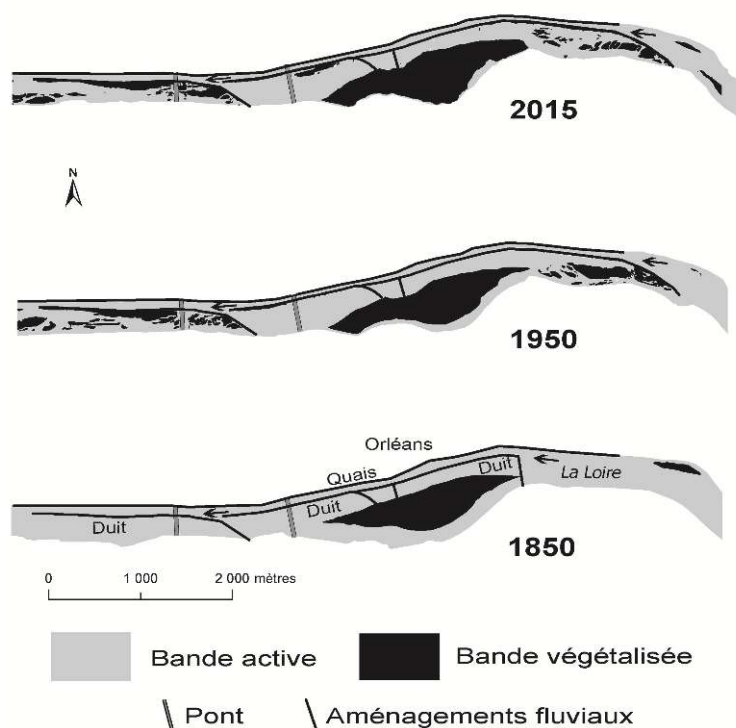 2015
N
1950
Orléans
Quais
Duit
La Loire
Duit
Duit
1850
0 1 000 2 000 mètres
Bande active
Bande végétalisée
Pont
Aménagements fluviaux